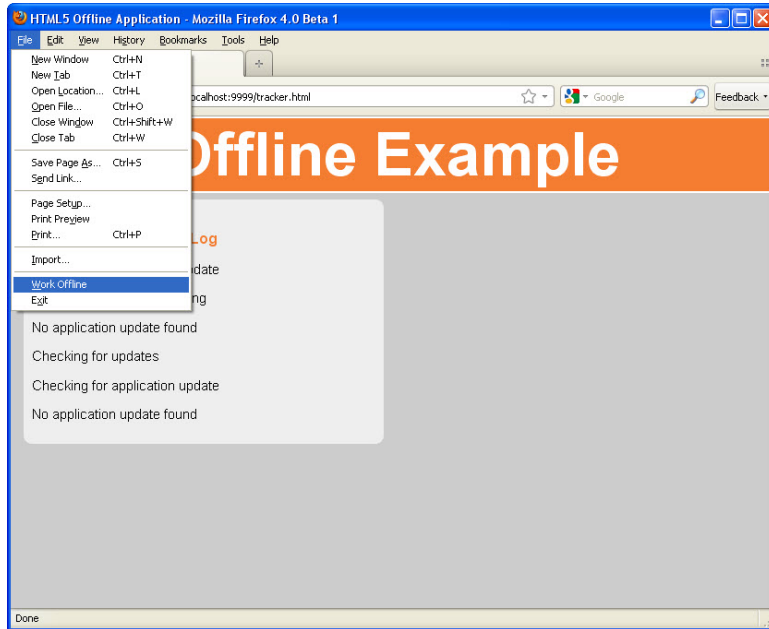 HTML5 Offline Application - Mozilla Firefox 4.0 Beta 1
File Edit View History Bookmarks Tools Help
New Window Ctrl+N
New Tab Ctrl+T
Open Location... Ctrl+L
Open File... Ctrl+O
Close Window Ctrl+Shift+W
Close Tab Ctrl+W
Save Page As... Ctrl+S
Send Link...
Page Setup...
Print Preview
Print... Ctrl+P
Import...
Work Offline
Exit
ocalhost:9999/tracker.html
Google
Feedback
Offline Example
Log
date
ng
No application update found
Checking for updates
Checking for application update
No application update found
Done